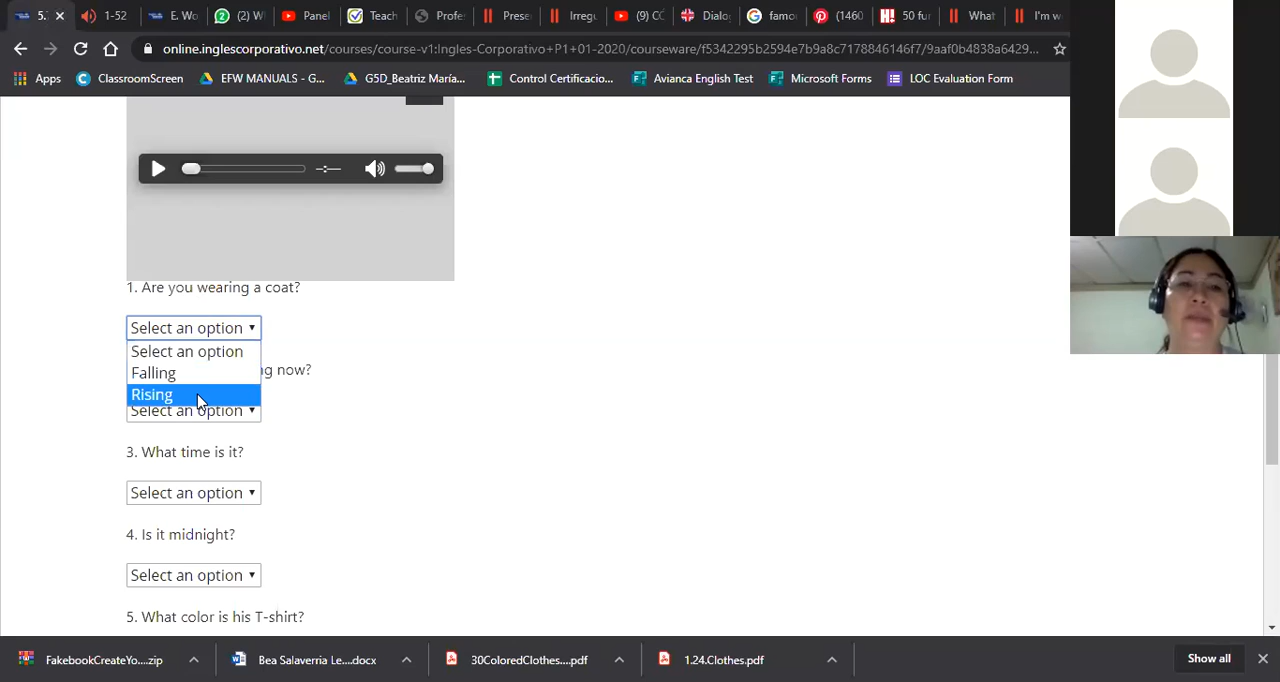 5.
1-52
E. Wo
(2) W
Panel
Teach
Profe
Prese
Irregu
(9) CC
Dialo
famo
(1460
50 fur
What
I'm w
online.inglescorporativo.net/courses/course-v1:Ingles-Corporativo+P1+01-2020/courseware/f5342295b2594e7b9a8c7178846146f7/9aaf0b4838a6429...
Apps
ClassroomScreen
EFW MANUALS - G...
G5D_Beatriz María...
Control Certificacio...
Avianca English Test
Microsoft Forms
LOC Evaluation Form
1. Are you wearing a coat?
Select an option
Select an option
Falling
Rising
ng now?
Select an option
3. What time is it?
Select an option
4. Is it midnight?
Select an option
5. What color is his T-shirt?
FakebookCreateYo....zip
Bea Salaverria Le....docx
30ColoredClothes....pdf
1.24.Clothes.pdf
Show all